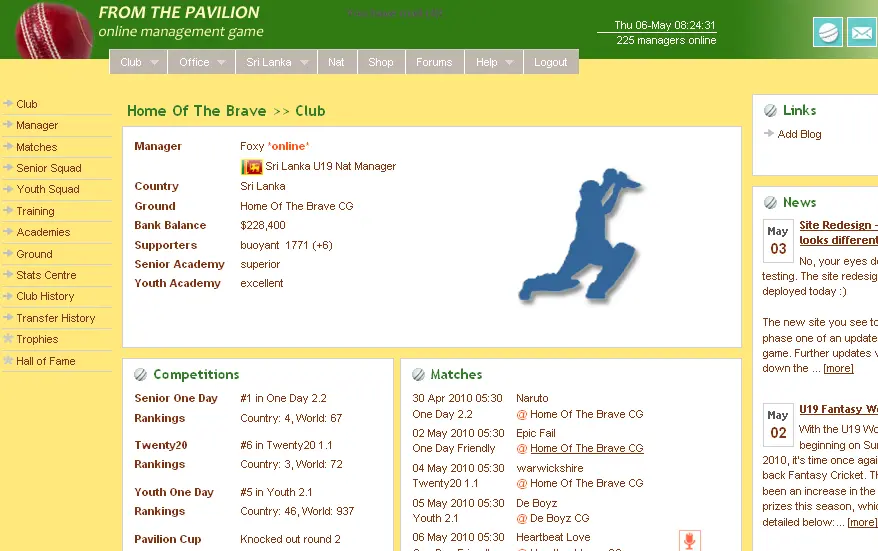 FROM THE PAVILION
online management game
Thu 06-May 08:24:31
225 managers online
Club
Office
Sri Lanka
Nat
Shop
Forums
Help
Logout
Club
Manager
Matches
Senior Squad
Youth Squad
Training
Academies
Ground
Stats Centre
Club History
Transfer History
Trophies
Hall of Fame
Home Of The Brave >> Club
Manager Foxy *online*
Sri Lanka U19 Nat Manager
Country Sri Lanka
Ground Home Of The Brave CG
Bank Balance $228,400
Supporters buoyant 1771 (+6)
Senior Academy superior
Youth Academy excellent
Competitions
Senior One Day #1 in One Day 2.2
Rankings Country: 4, World: 67
Twenty20 #6 in Twenty20 1.1
Rankings Country: 3, World: 72
Youth One Day #5 in Youth 2.1
Rankings Country: 46, World: 937
Pavilion Cup Knocked out round 2
Matches
30 Apr 2010 05:30 Naruto
One Day 2.2 @ Home Of The Brave CG
02 May 2010 05:30 Epic Fail
One Day Friendly @ Home Of The Brave CG
04 May 2010 05:30 warwickshire
Twenty20 1.1 @ Home Of The Brave CG
05 May 2010 05:30 De Boyz
Youth 2.1 @ De Boyz CG
06 May 2010 05:30 Heartbeat Love
Links
Add Blog
News
May
03
Site Redesign -
looks different
No, your eyes de
testing. The site redesig
deployed today :)
The new site you see to
phase one of an update
game. Further updates v
down the ... [more]
May
02
U19 Fantasy Wo
With the U19 Wo
beginning on Sun
2010, it's time once agai
back Fantasy Cricket. Th
been an increase in the
prizes this season, whic
detailed below:... [more]